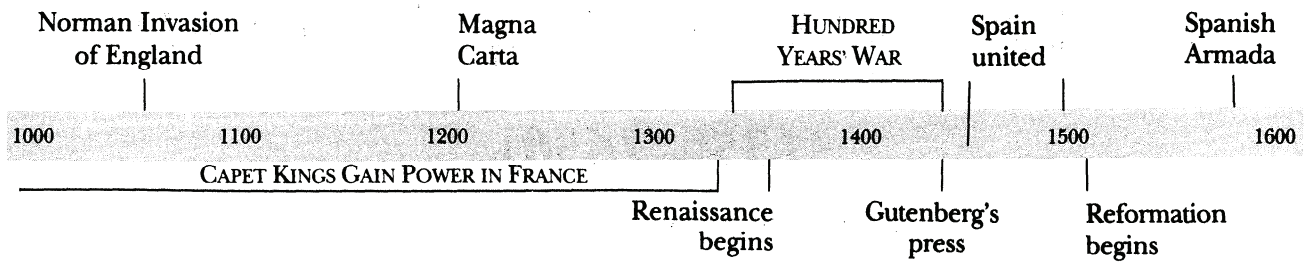 Norman Invasion
of England
Magna
Carta
HUNDRED
YEARS' WAR
Spain
united
Spanish
Armada
1000 1100 1200 1300 1400 1500 1600
CAPET KINGS GAIN POWER IN FRANCE
Renaissance
begins
Gutenberg's
press
Reformation
begins